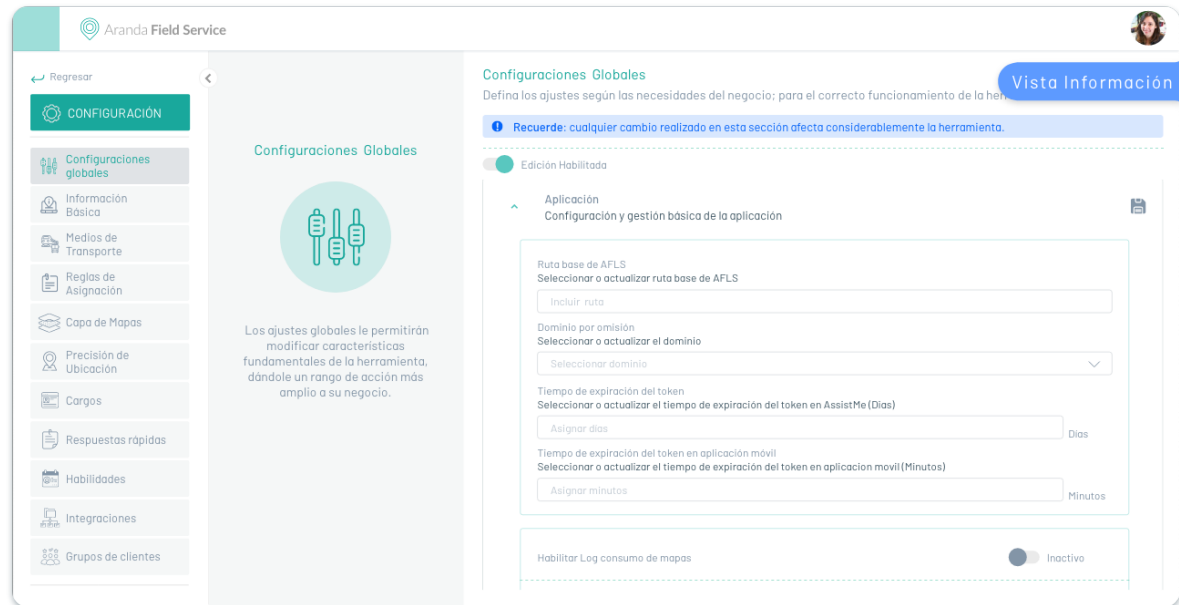 Aranda Field Service
Regresar
CONFIGURACIÓN
Configuraciones
globales
Información
Básica
Medios de
Transporte
Reglas de
Asignación
Capa de Mapas
Precisión de
Ubicación
Cargos
Respuestas rápidas
Habilidades
Integraciones
Grupos de clientes
Configuraciones Globales
Los ajustes globales le permitirán
modificar características
fundamentales de la herramienta,
dándole un rango de acción más
amplio a su negocio.
Configuraciones Globales
Vista Información
Defina los ajustes según las necesidades del negocio; para el correcto funcionamiento de la
Recuerde: cualquier cambio realizado en esta sección afecta considerablemente la herramienta.
Edición Habilitada
Aplicación
Configuración y gestión básica de la aplicación
Ruta base de AFLS
Seleccionar o actualizar ruta base de AFLS
Incluir ruta
Dominio por omisión
Seleccionar o actualizar el dominio
Seleccionar dominio
Tiempo de expiración del token
Seleccionar o actualizar el tiempo de expiración del token en AssistMe (Días)
Asignar días
Días
Tiempo de expiración del token en aplicación móvil
Seleccionar o actualizar el tiempo de expiración del token en aplicacion movil (Minutos)
Asignar minutos
Minutos
Habilitar Log consumo de mapas
Inactivo